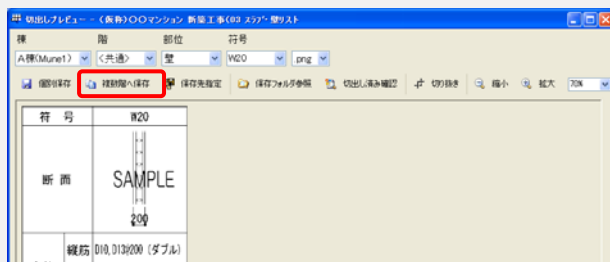 切出しプレビュー - (仮称)〇〇マンション 新築工事(03 スラブ・壁リスト
棟 階 部位 符号
A棟(Mune1) <共通> 壁 W20 png
個別保存 複数階へ保存 保存先指定 保存フォルダ参照 切出し済み確認 切り抜き 縮小 拡大 70%
符 号 W20
断 面 SAMPLE
200
縦筋 D10,D13@200 (ダブル)